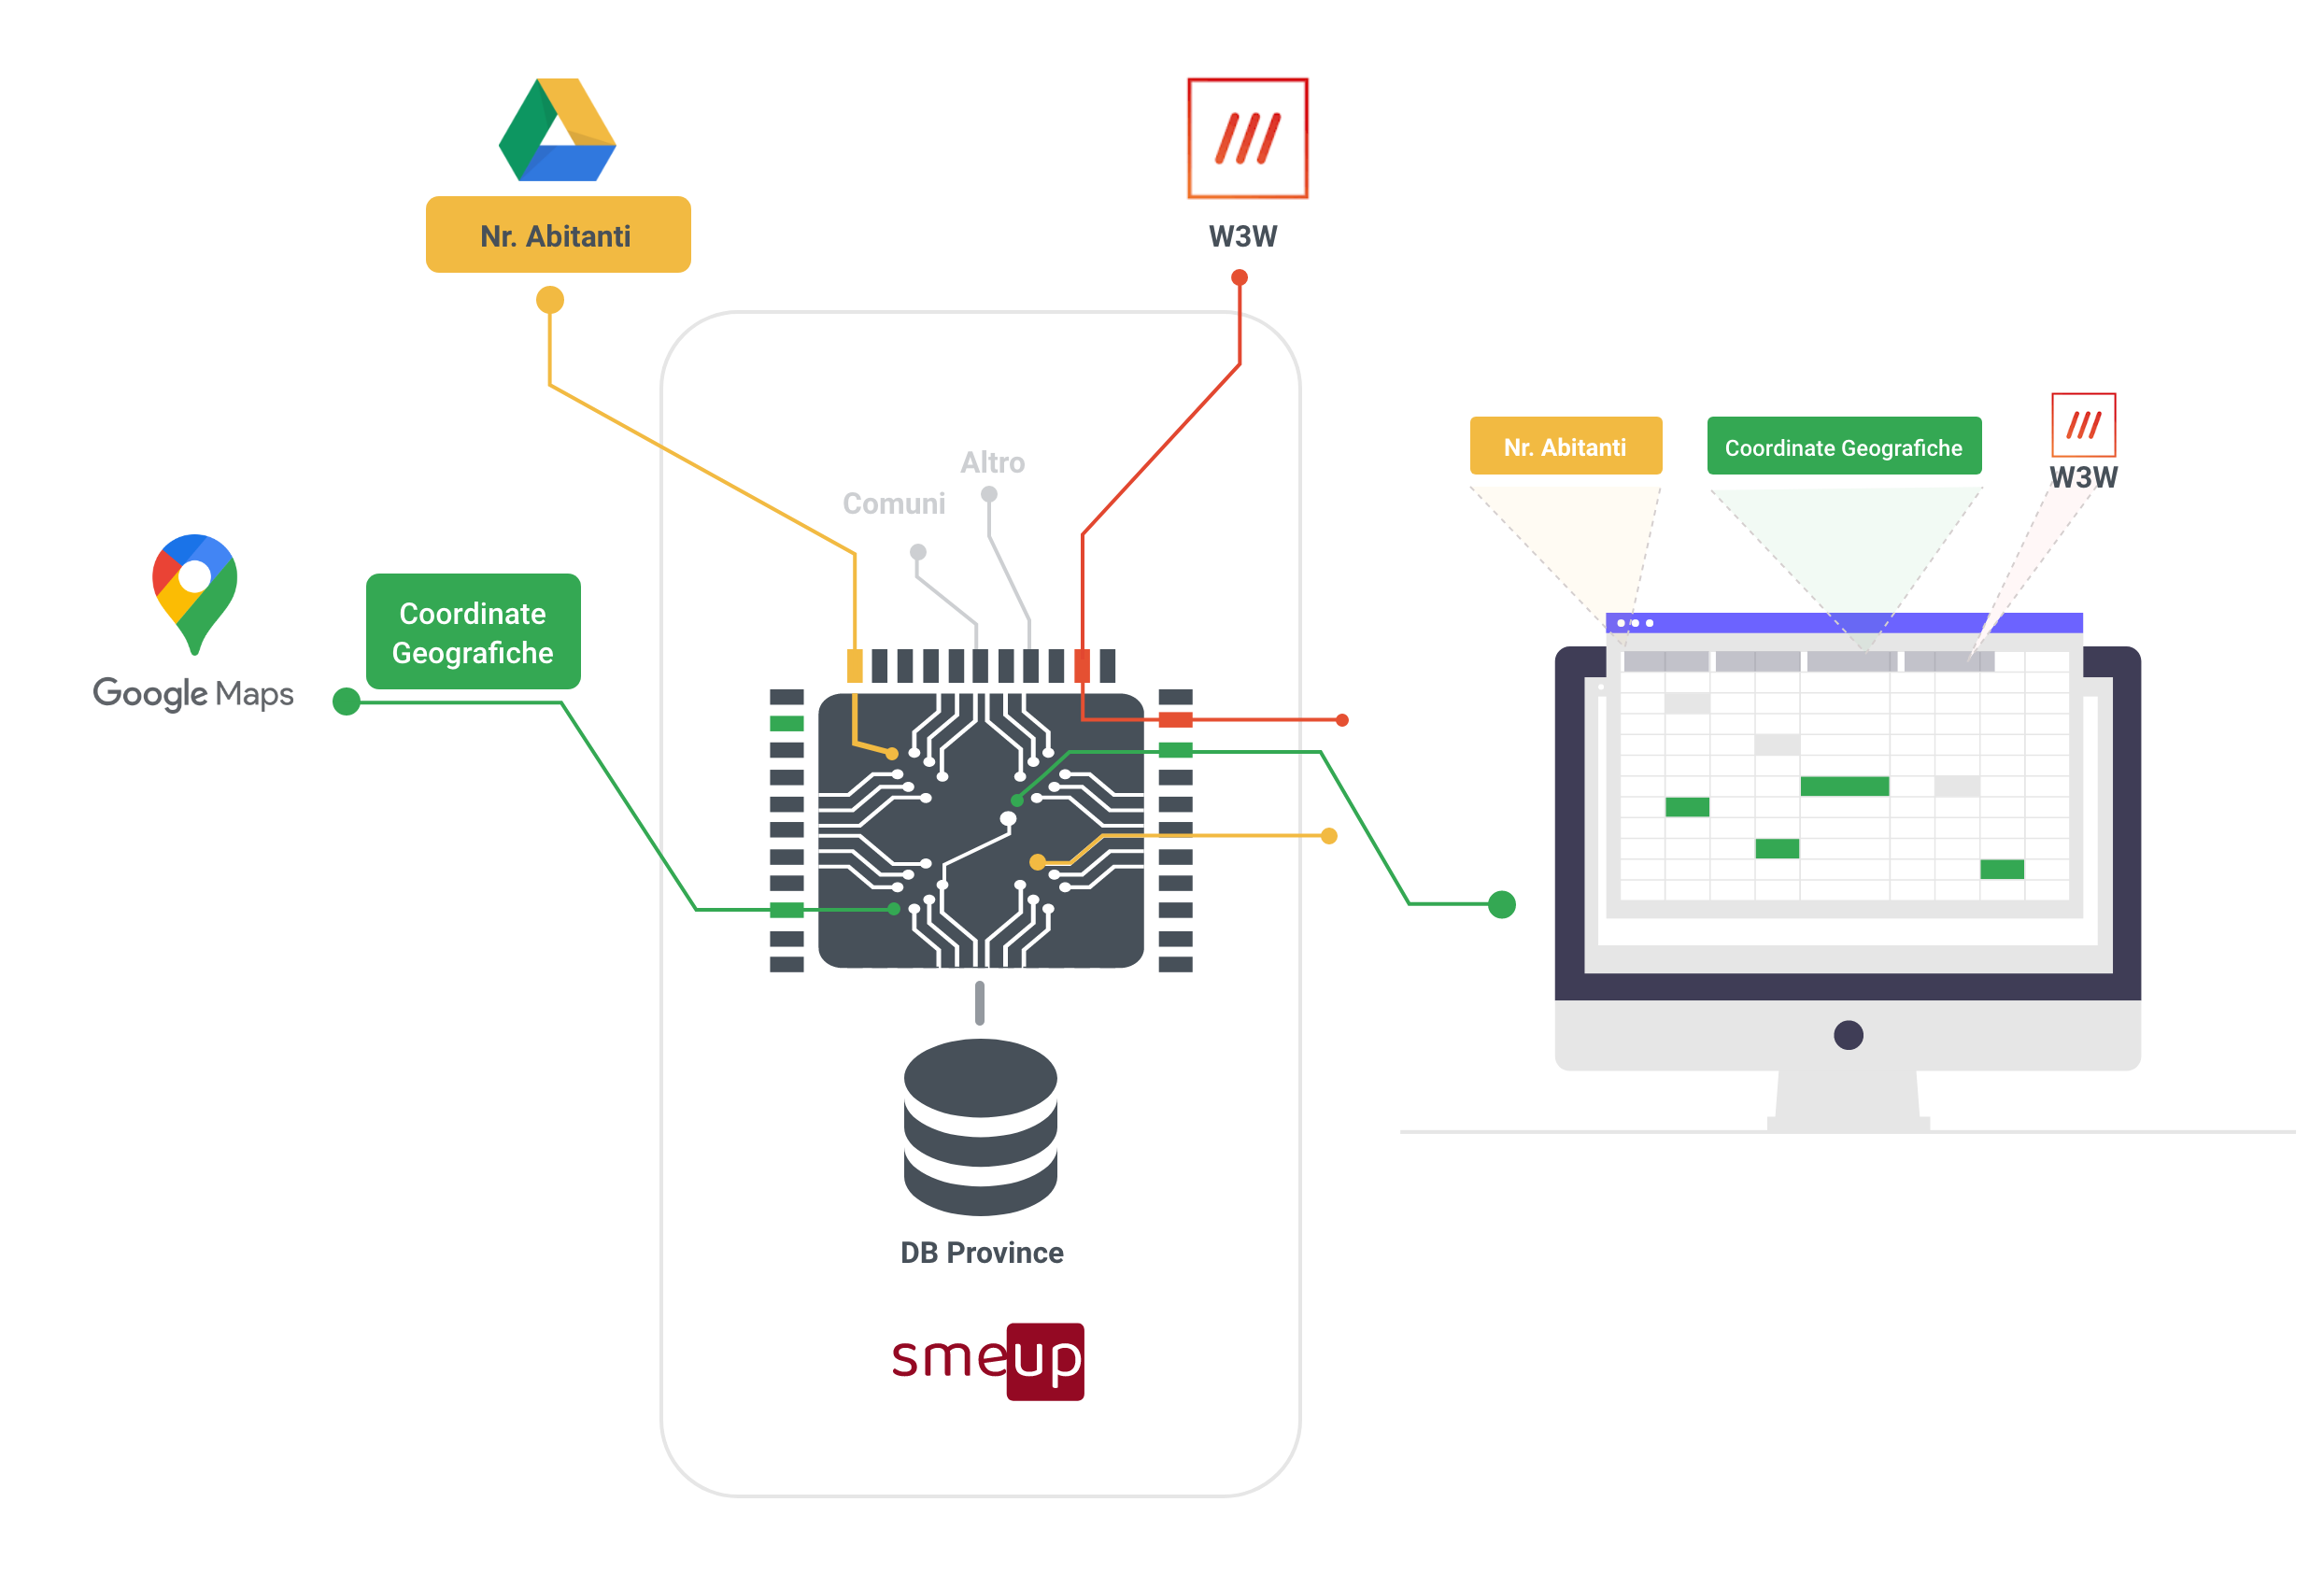 Nr. Abitanti
W3W
Altro
Comuni
Nr. Abitanti
Coordinate Geografiche
W3W
Coordinate
Geografiche
Google Maps
DB Province
smeup